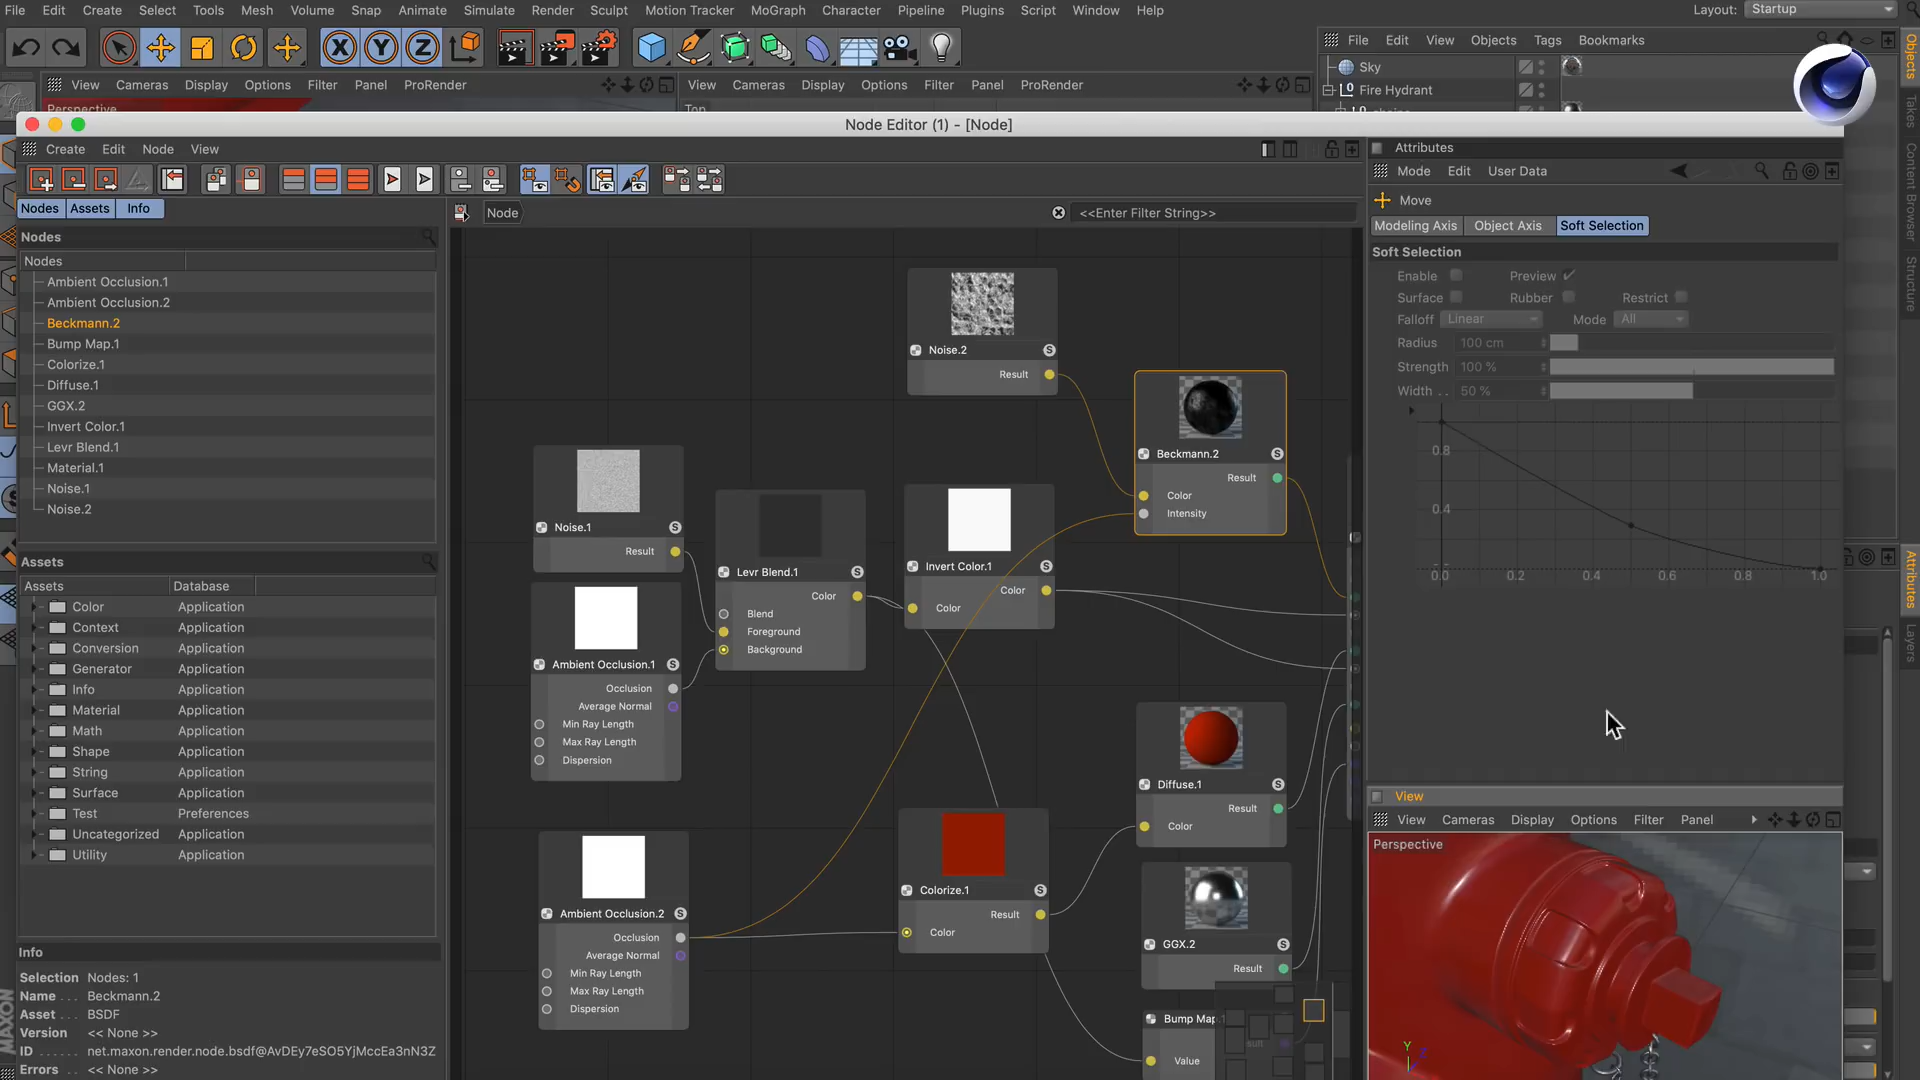 File Edit Create Select Tools Mesh Volume Snap Animate Simulate Render Sculpt Motion Tracker MoGraph Character Pipeline Plugins Script Window Help Layout: Startup
X Y Z
File Edit View Objects Tags Bookmarks
Sky
Fire Hydrant
View Cameras Display Options Filter Panel ProRender
View Cameras Display Options Filter Panel ProRender
Perspective
Top
Node Editor (1) - [Node]
Create Edit Node View
Nodes Assets Info
Node
<<Enter Filter String>>
Nodes
Nodes
Ambient Occlusion.1
Ambient Occlusion.2
Beckmann.2
Bump Map.1
Colorize.1
Diffuse.1
GGX.2
Invert Color.1
Levr Blend.1
Material.1
Noise.1
Noise.2
Assets
Assets Database
Color Application
Context Application
Conversion Application
Generator Application
Info Application
Material Application
Math Application
Shape Application
String Application
Surface Application
Test Preferences
Uncategorized Application
Utility Application
Info
Selection Nodes: 1
Name . . . Beckmann.2
Asset . . . BSDF
Version << None >>
ID . . . . . net.maxon.render.node.bsdf@AvDEy7eSO5YjMccEa3nN3Z
Errors . . << None >>
MAXON
Noise.2
Result
Beckmann.2
Result
Color
Intensity
Noise.1
Result
Levr Blend.1
Color
Blend
Foreground
Background
Invert Color.1
Color
Color
Ambient Occlusion.1
Occlusion
Average Normal
Min Ray Length
Max Ray Length
Dispersion
Diffuse.1
Result
Color
Ambient Occlusion.2
Occlusion
Average Normal
Min Ray Length
Max Ray Length
Dispersion
Colorize.1
Result
Color
GGX.2
Result
Bump Map
Value
Attributes
Mode Edit User Data
Move
Modeling Axis Object Axis Soft Selection
Soft Selection
Enable Preview
Surface Rubber Restrict
Falloff Linear Mode All
Radius 100 cm
Strength 100 %
Width . . 50 %
0.8
0.4
0.0 0.2 0.4 0.6 0.8 1.0
View
View Cameras Display Options Filter Panel
Perspective
Y
Objects
Takes
Content Browser
Structure
Attributes
Layers